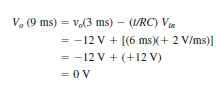 Vₒ (9 ms) = vₒ(3 ms) – (t/RC) Vᵢₙ
= –12 V + [(6 ms)(+ 2 V/ms)]
= –12 V + (+12 V)
= 0 V